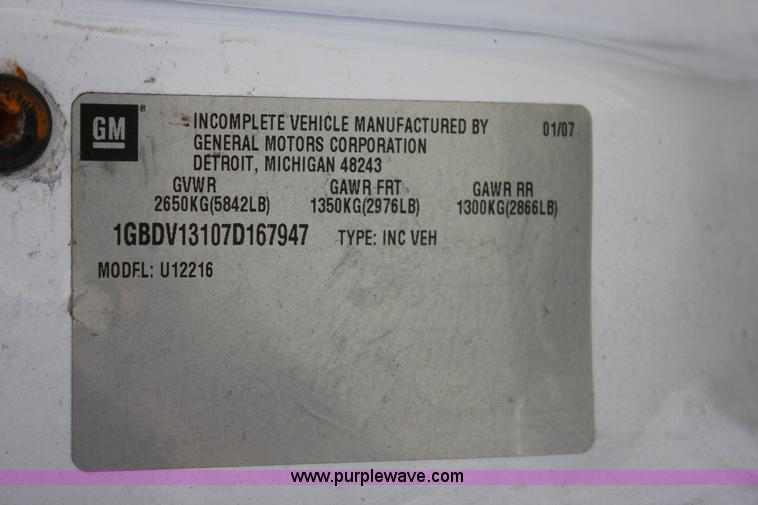 GM ® INCOMPLETE VEHICLE MANUFACTURED BY 01/07
GENERAL MOTORS CORPORATION
DETROIT, MICHIGAN 48243
GVWR GAWR FRT GAWR RR
2650KG(5842LB) 1350KG(2976LB) 1300KG(2866LB)
1GBDV13107D167947 TYPE: INC VEH
MODEL: U12216
www.purplewave.com